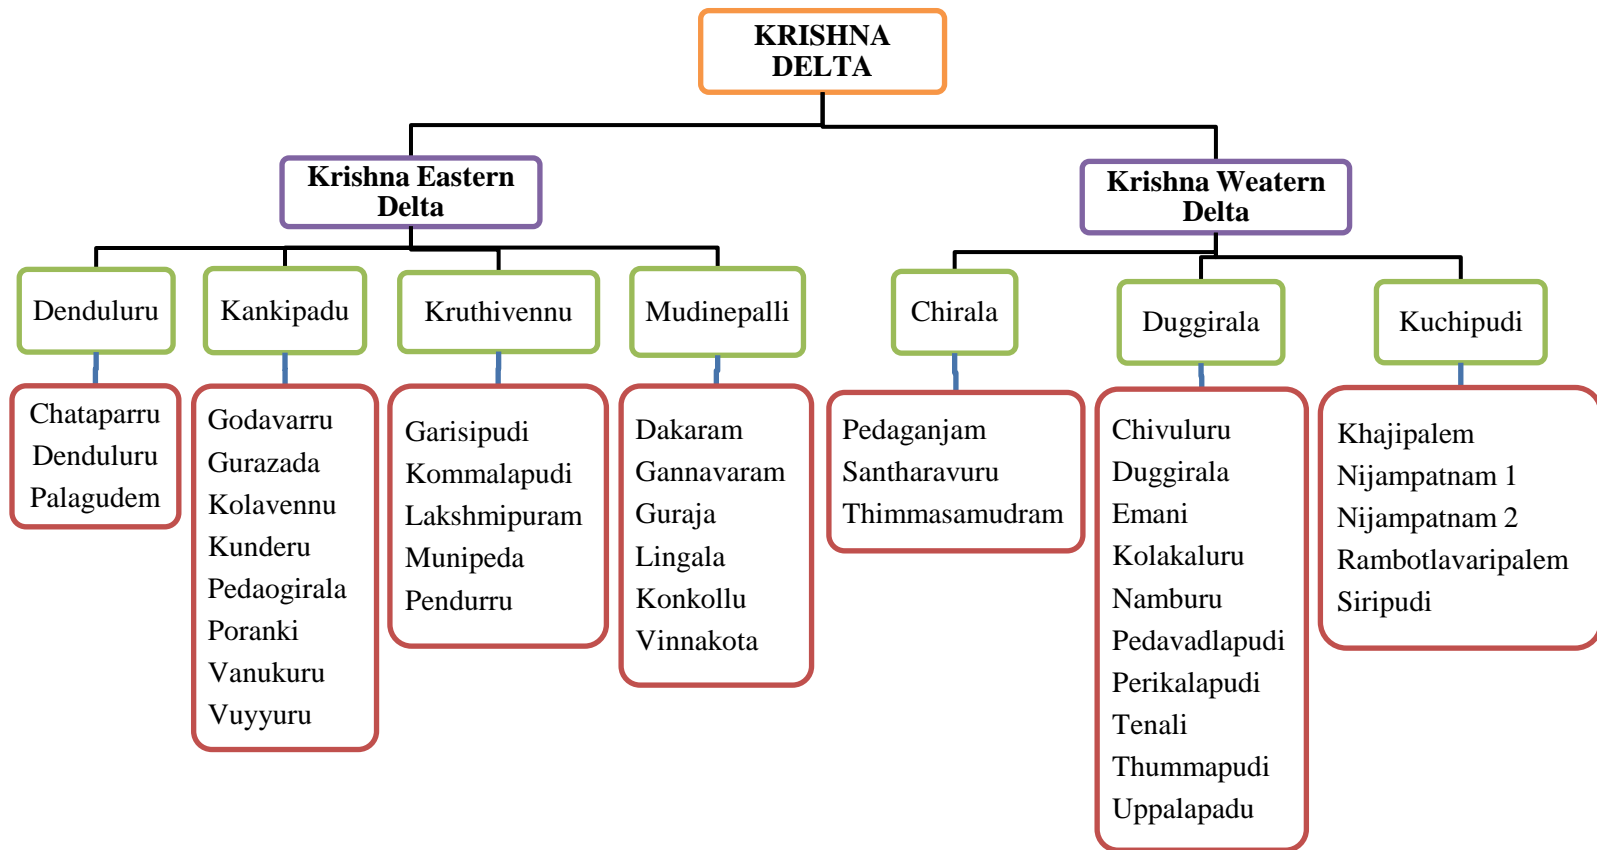 KRISHNA
DELTA
Krishna Eastern
Delta
Krishna Weatern
Delta
Denduluru
Kankipadu
Kruthivennu
Mudinepalli
Chirala
Duggirala
Kuchipudi
Chataparru
Denduluru
Palagudem
Godavarru
Gurazada
Kolavennu
Kunderu
Pedaogirala
Poranki
Vanukuru
Vuyyuru
Garisipudi
Kommalapudi
Lakshmipuram
Munipeda
Pendurru
Dakaram
Gannavaram
Guraja
Lingala
Konkollu
Vinnakota
Pedaganjam
Santharavuru
Thimmasamudram
Chivuluru
Duggirala
Emani
Kolakaluru
Namburu
Pedavadlapudi
Perikalapudi
Tenali
Thummapudi
Uppalapadu
Khajipalem
Nijampatnam 1
Nijampatnam 2
Rambotlavaripalem
Siripudi